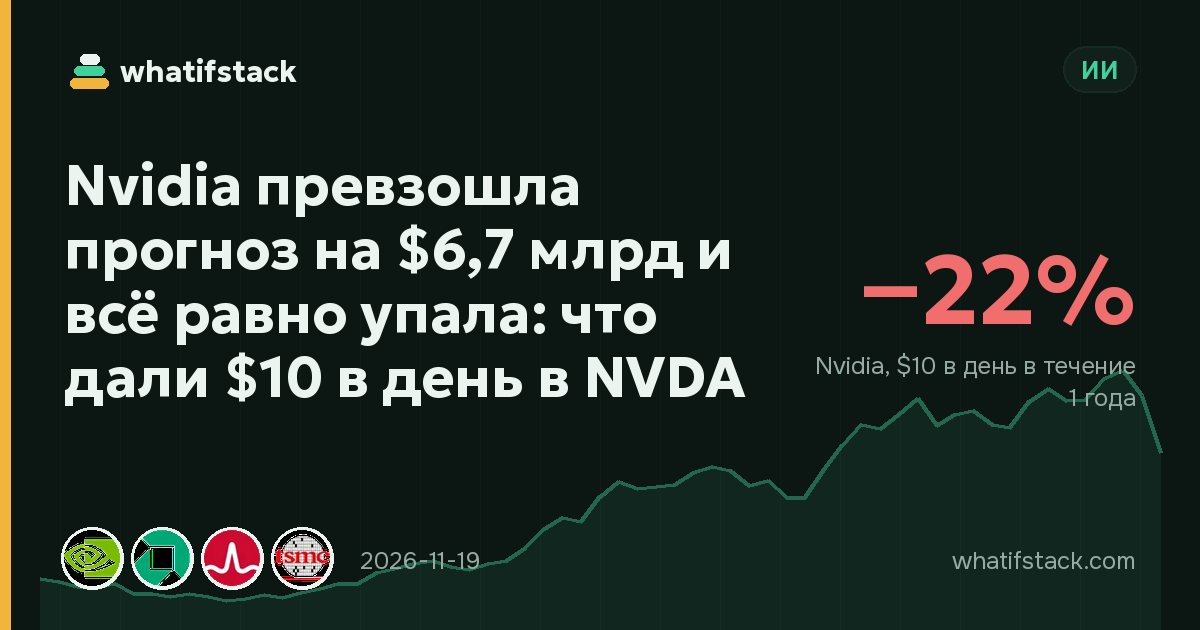 whatifstack
ИИ
Nvidia превзошла
прогноз на $6,7 млрд и
всё равно упала: что
дали $10 в день в NVDA
−22%
Nvidia, $10 в день в течение
1 года
tsmc
2026-11-19
whatifstack.com